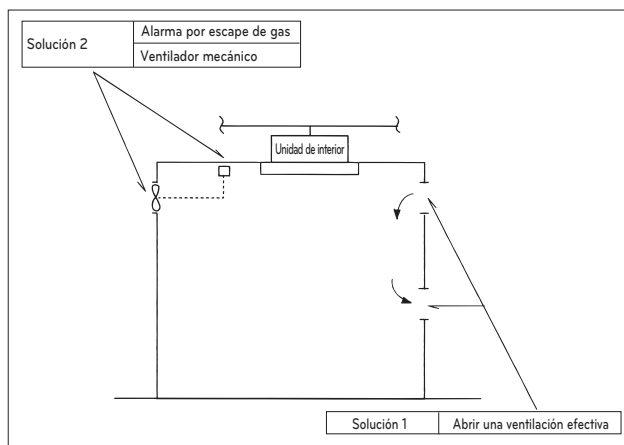 Solución 2
Alarma por escape de gas
Ventilador mecánico
Unidad de interior
Solución 1
Abrir una ventilación efectiva